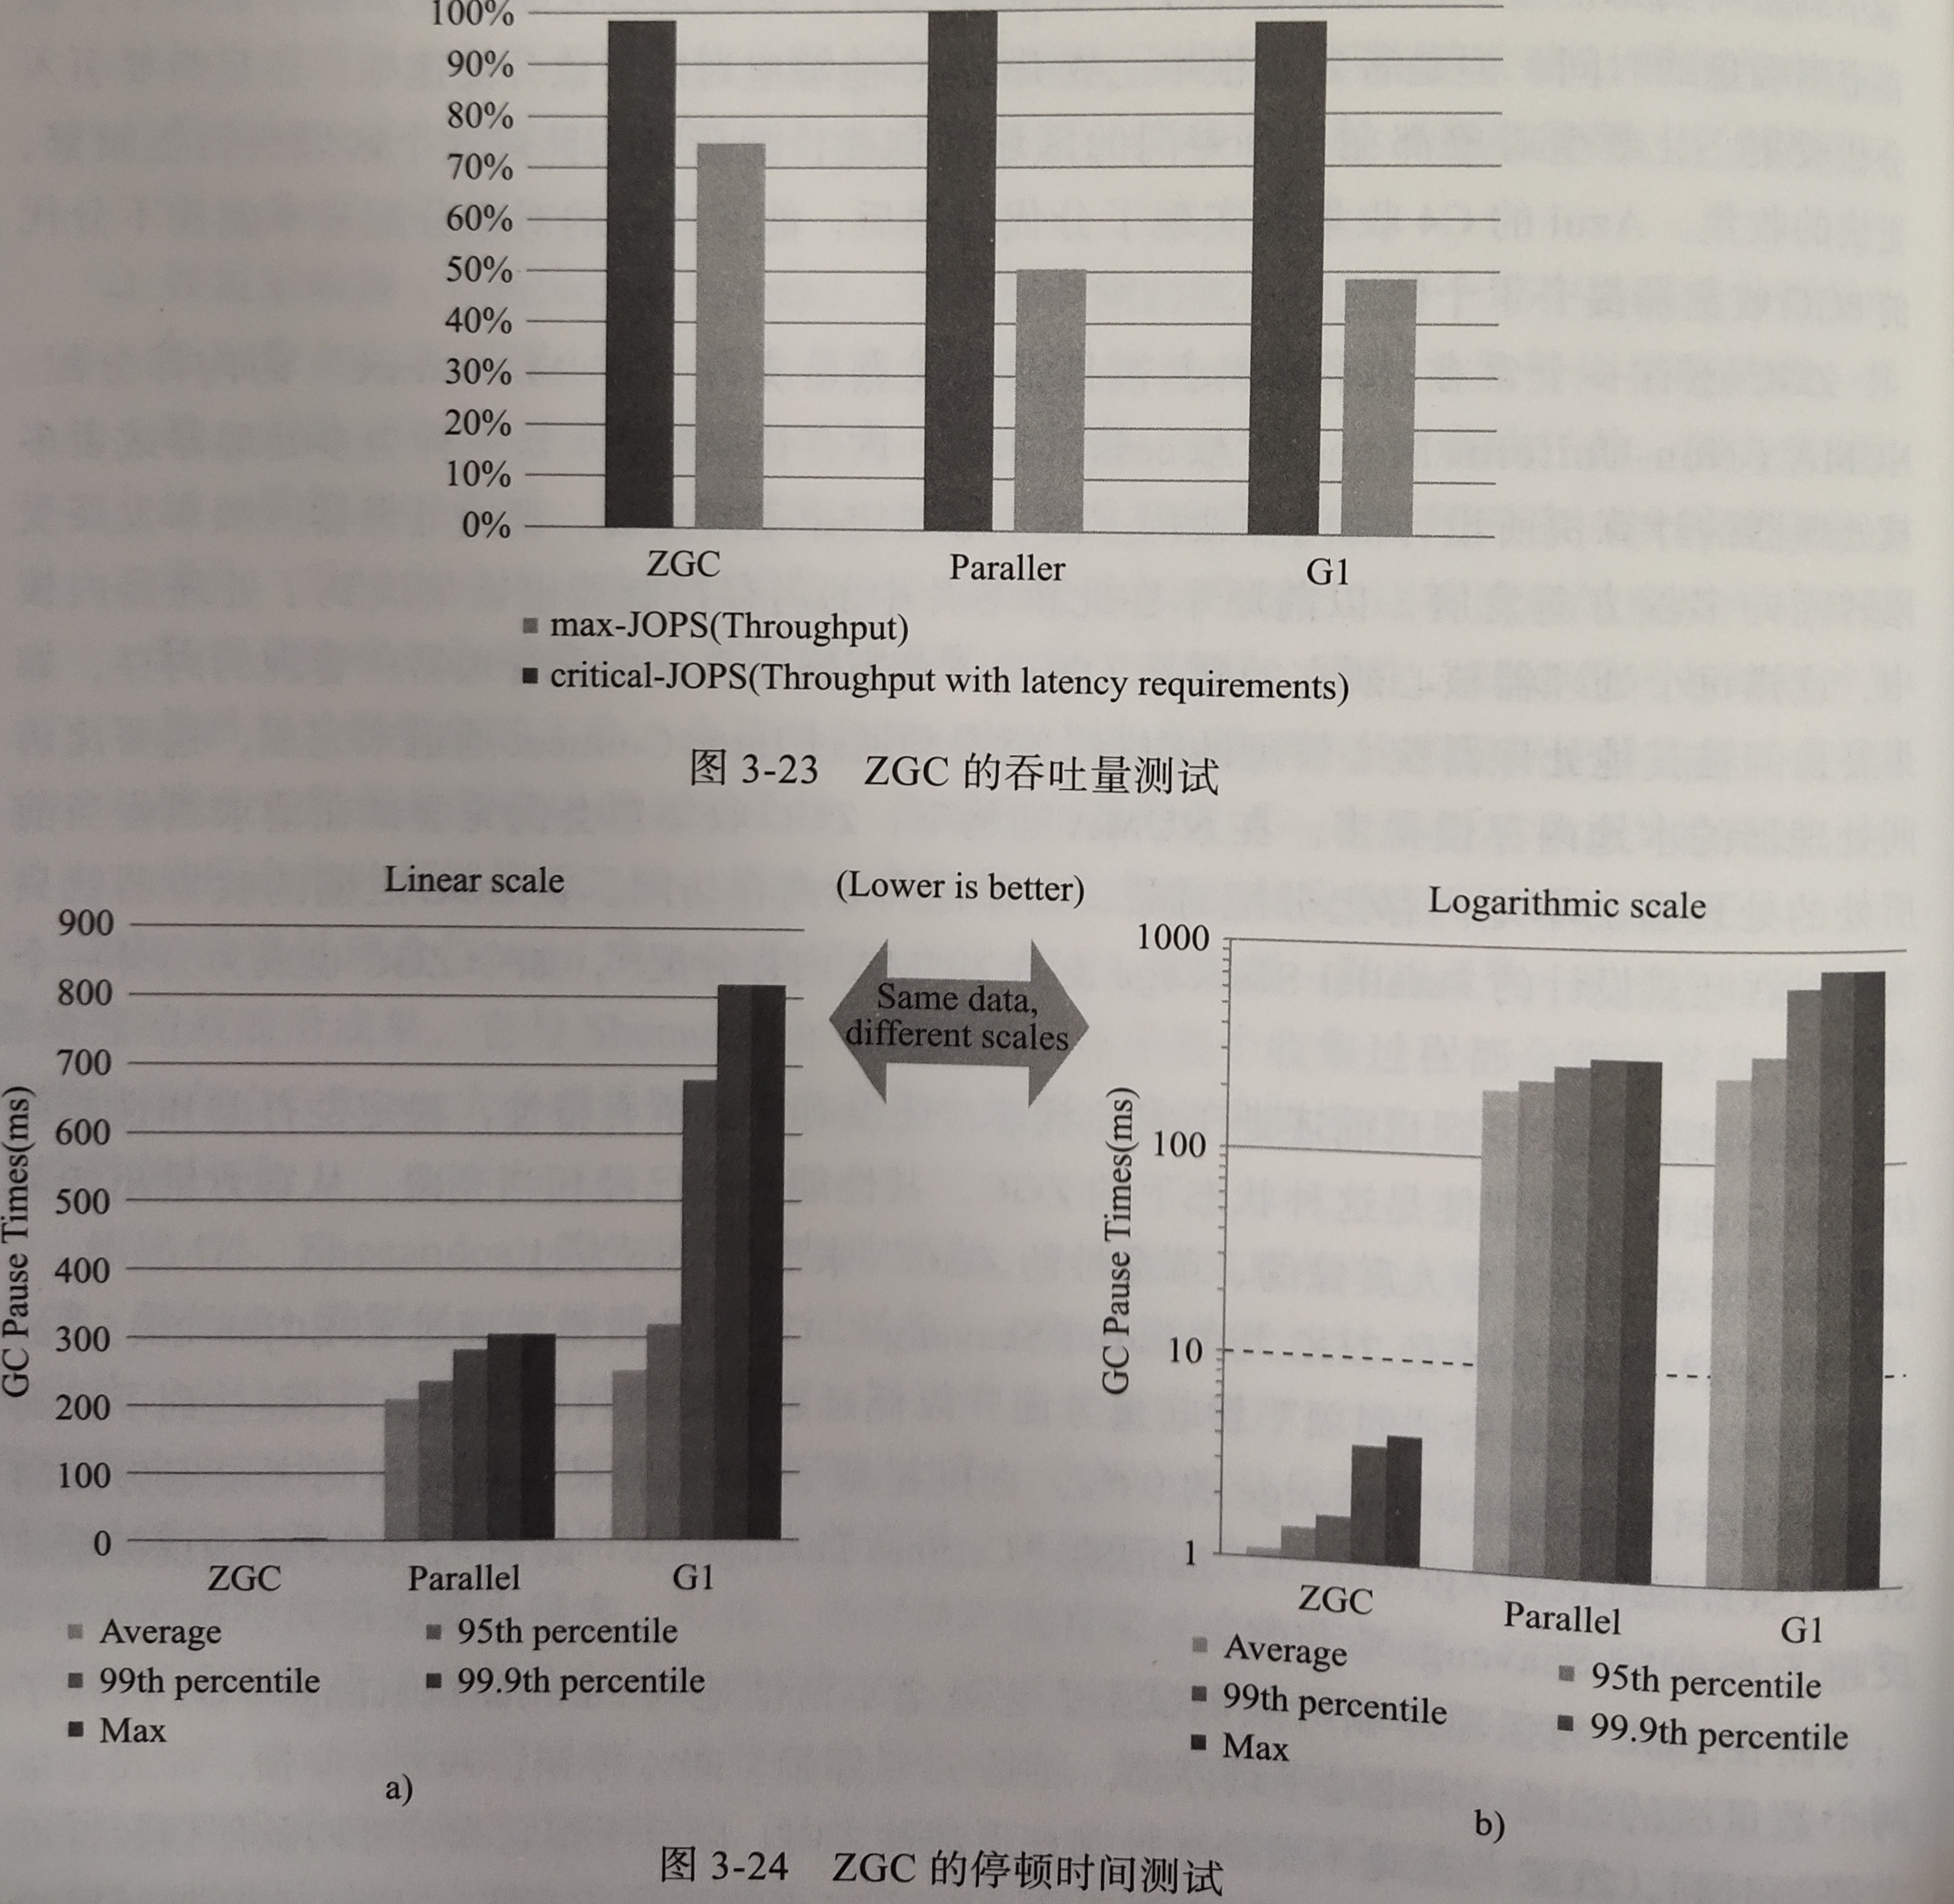 100%
90%
80%
70%
60%
50%
40%
30%
20%
10%
0%
ZGC Paraller G1
max-JOPS(Throughput)
critical-JOPS(Throughput with latency requirements)
图 3-23 ZGC 的吞吐量测试
Linear scale
(Lower is better)
Logarithmic scale
Same data,
different scales
GC Pause Times(ms)
900
800
700
600
500
400
300
200
100
0
ZGC Parallel G1
Average 95th percentile
99th percentile 99.9th percentile
Max
a)
GC Pause Times(ms)
1000
100
10
1
ZGC Parallel G1
Average 95th percentile
99th percentile 99.9th percentile
Max
b)
图 3-24 ZGC 的停顿时间测试